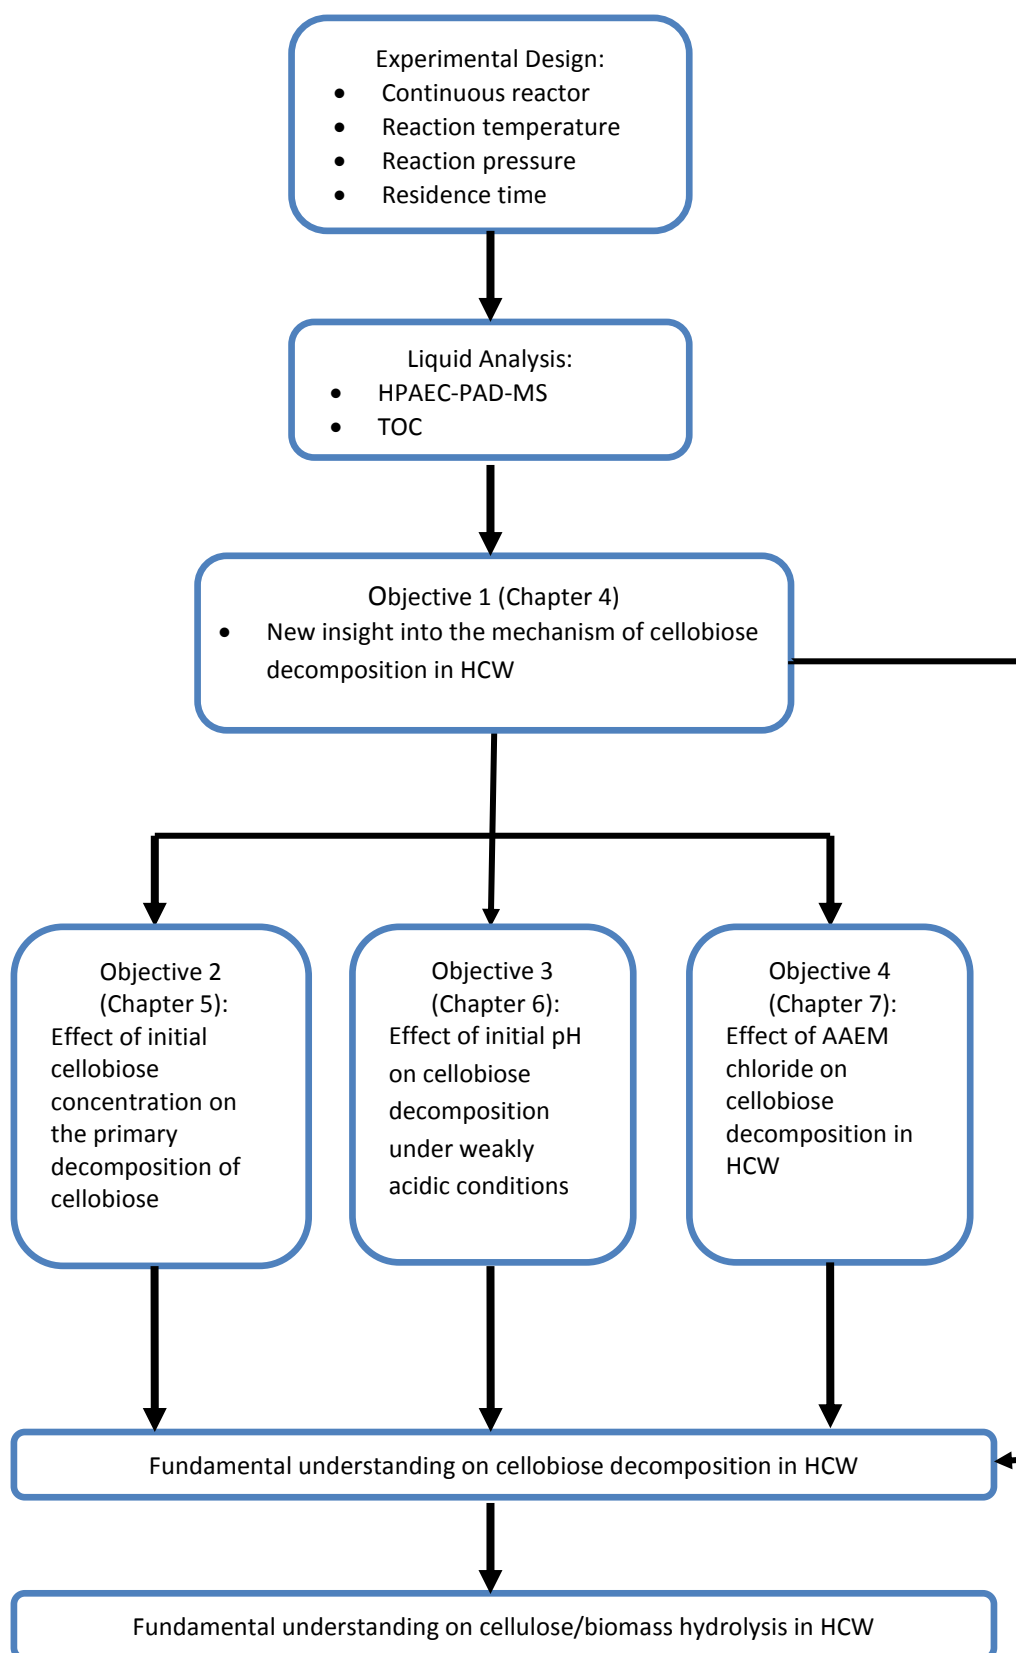 Experimental Design:
• Continuous reactor
• Reaction temperature
• Reaction pressure
• Residence time
Liquid Analysis:
• HPAEC-PAD-MS
• TOC
Objective 1 (Chapter 4)
• New insight into the mechanism of cellobiose
decomposition in HCW
Objective 2
(Chapter 5):
Effect of initial
cellobiose
concentration on
the primary
decomposition of
cellobiose
Objective 3
(Chapter 6):
Effect of initial pH
on cellobiose
decomposition
under weakly
acidic conditions
Objective 4
(Chapter 7):
Effect of AAEM
chloride on
cellobiose
decomposition in
HCW
Fundamental understanding on cellobiose decomposition in HCW
Fundamental understanding on cellulose/biomass hydrolysis in HCW